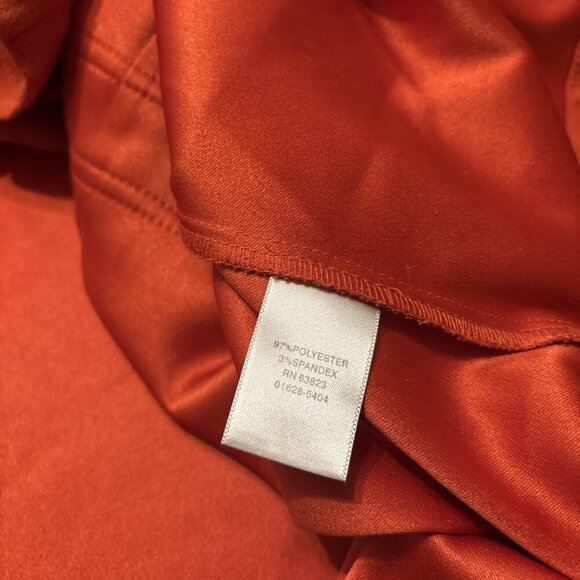 97%POLYESTER
3%SPANDEX
RN 63823
01628-5404